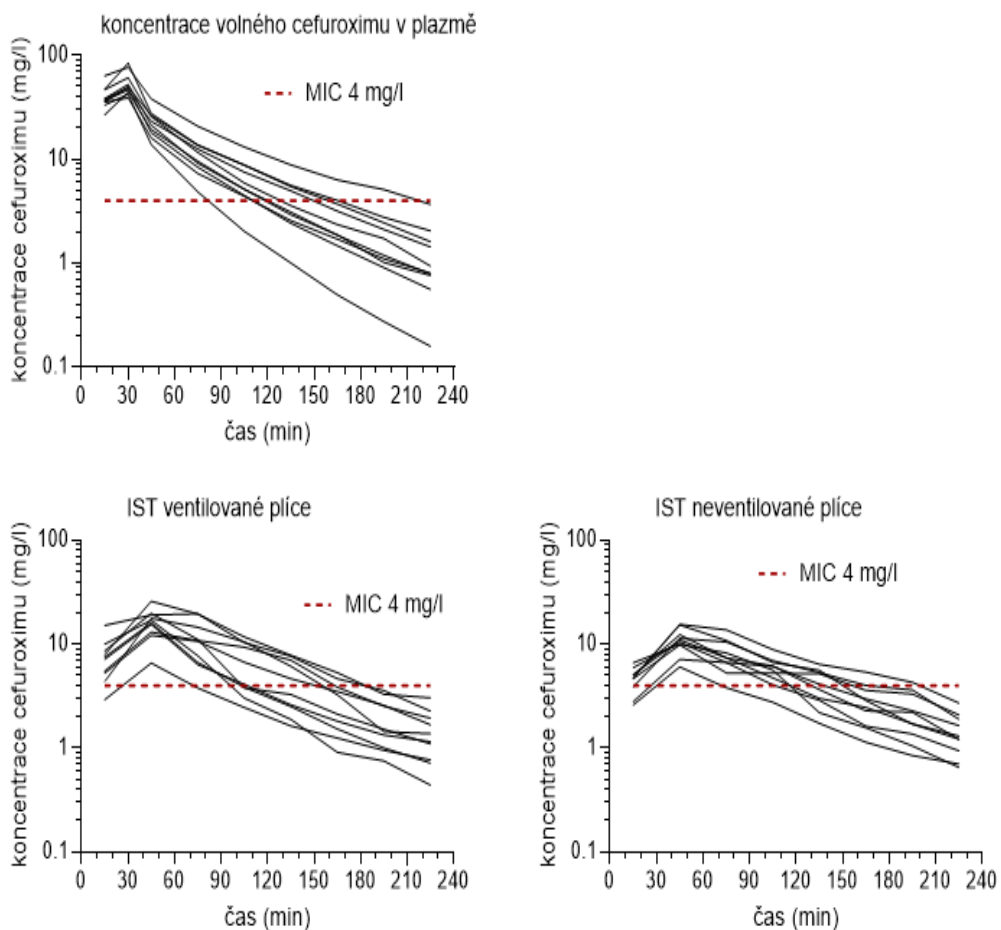 koncentrace volného cefuroximu v plazmě
koncentrace cefuroximu (mg/l)
100
10
1
0.1
MIC 4 mg/l
0 30 60 90 120 150 180 210 240
čas (min)
IST ventilované plíce
koncentrace cefuroximu (mg/l)
100
10
1
0.1
MIC 4 mg/l
0 30 60 90 120 150 180 210 240
čas (min)
IST neventilované plíce
koncentrace cefuroximu (mg/l)
100
10
1
0.1
MIC 4 mg/l
0 30 60 90 120 150 180 210 240
čas (min)